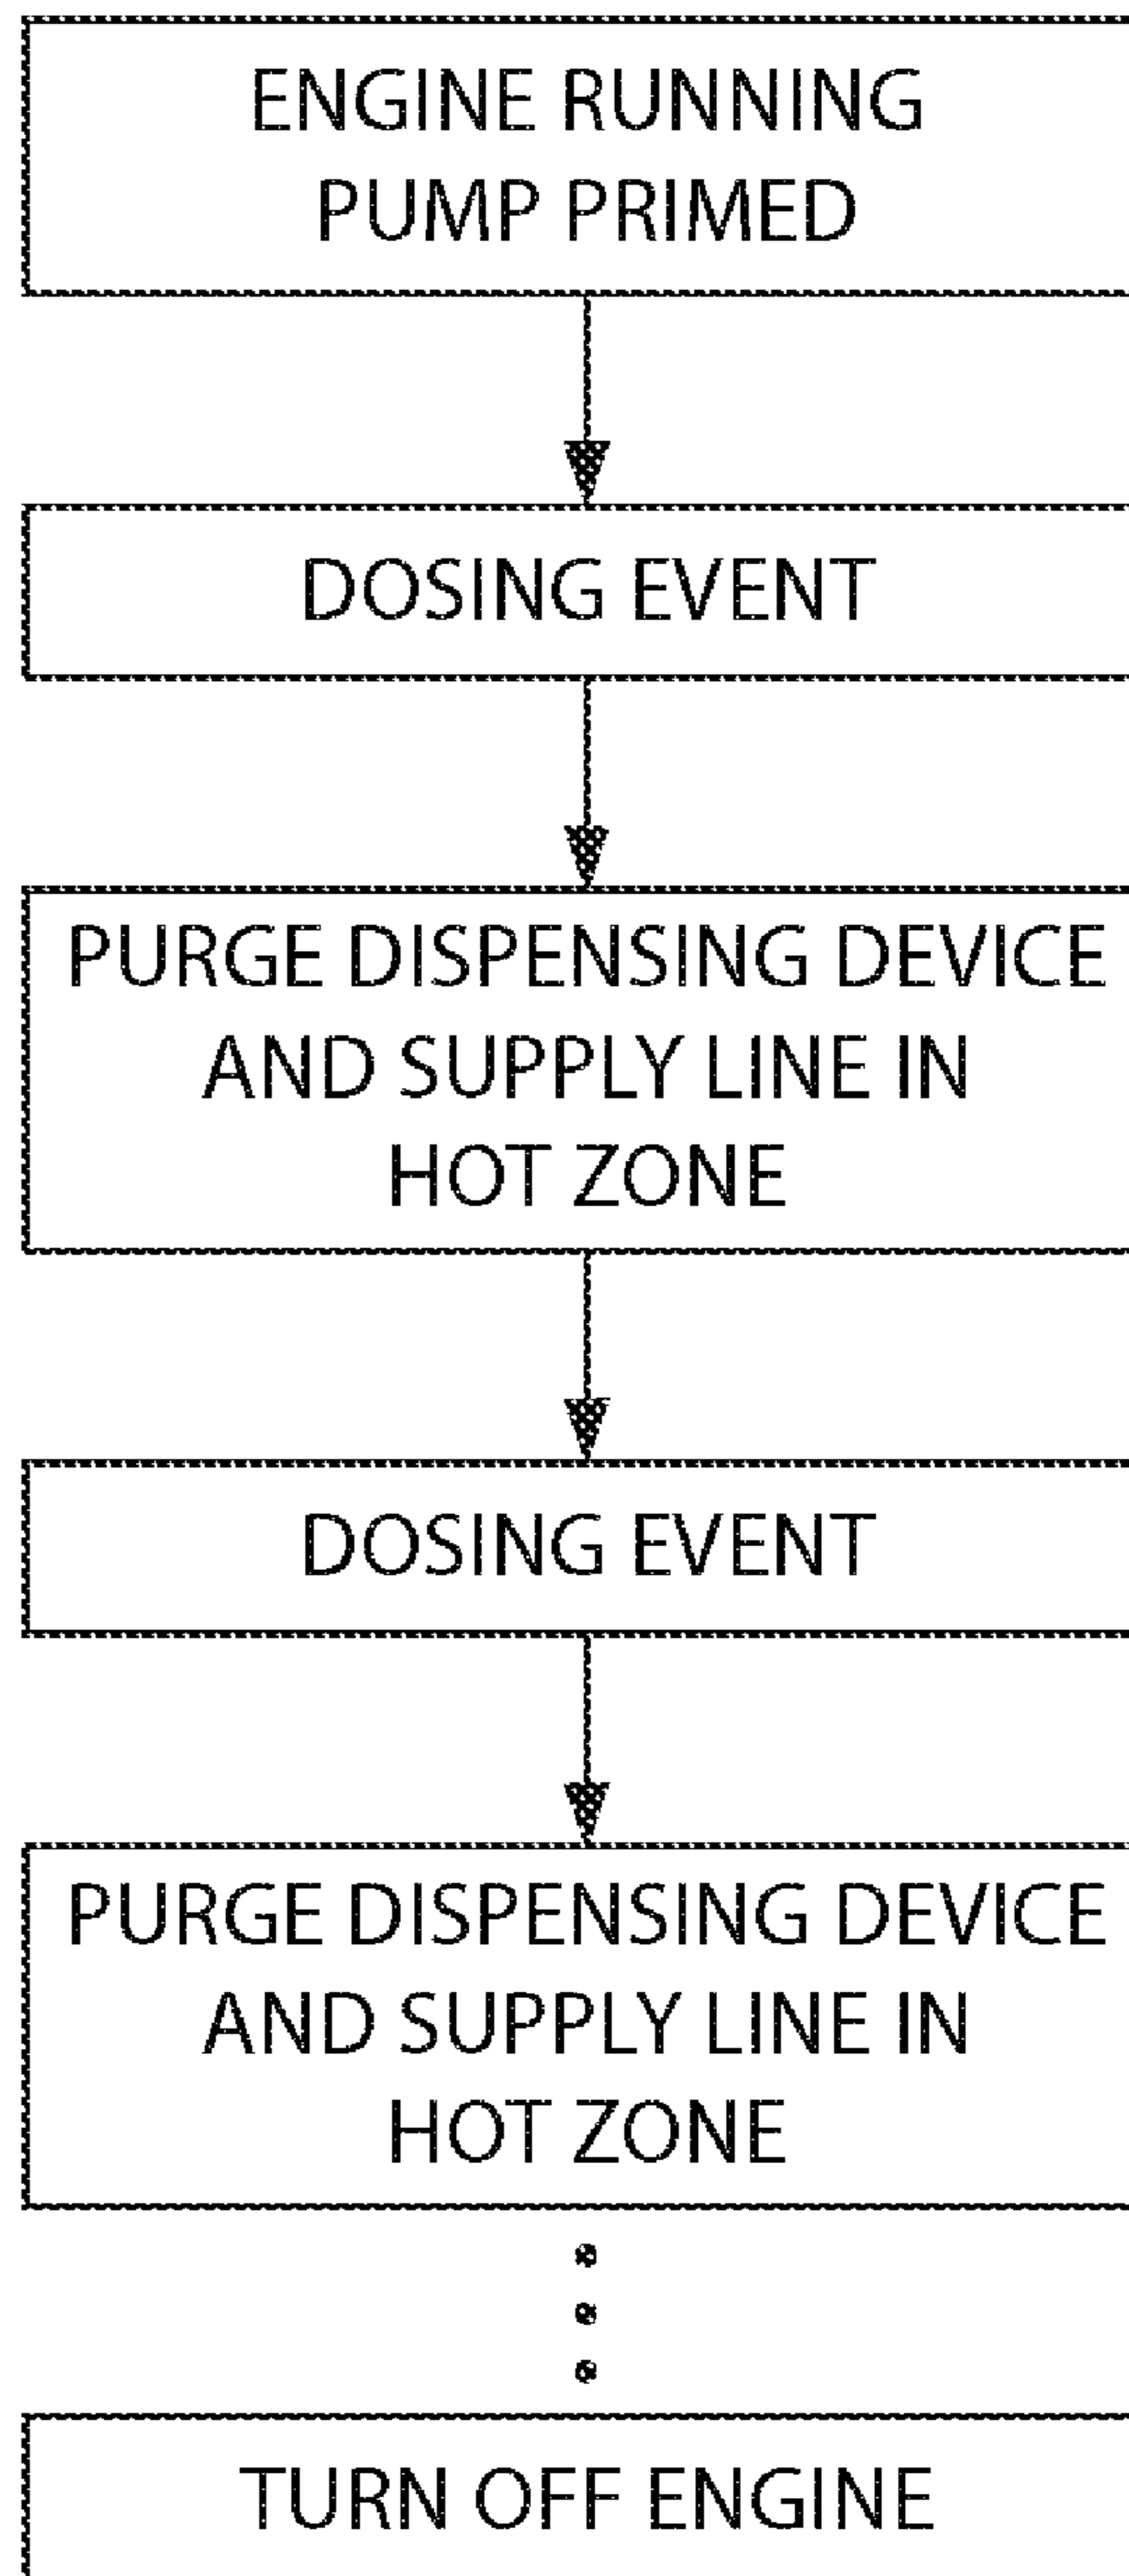 ENGINE RUNNING
PUMP PRIMED
DOSING EVENT
PURGE DISPENSING DEVICE
AND SUPPLY LINE IN
HOT ZONE
DOSING EVENT
PURGE DISPENSING DEVICE
AND SUPPLY LINE IN
HOT ZONE
TURN OFF ENGINE